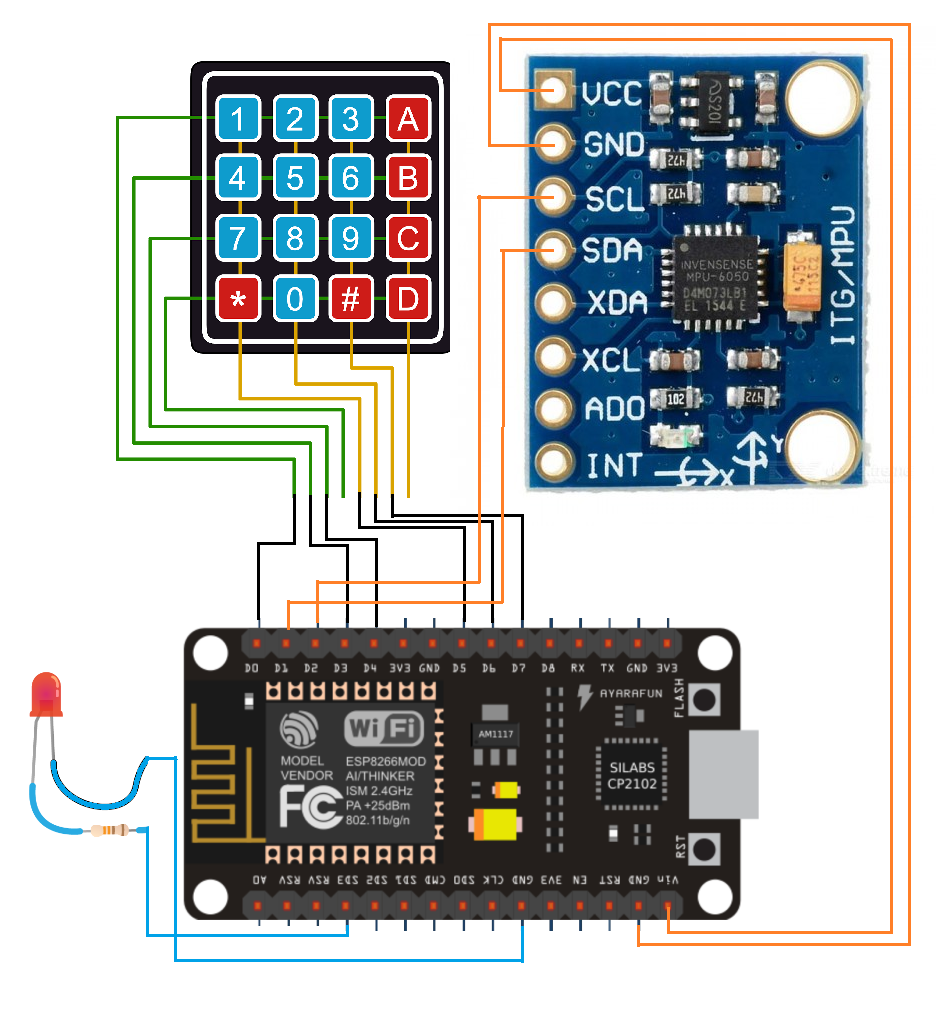 1 2 3 A
4 5 6 B
7 8 9 C
* 0 # D
VCC
GND
SCL
SDA
XDA
XCL
ADO
INT
472
472
INVENSENSE
MPU-6050
D4M073LB1
EL 1544 E
ITG/MPU
102
472
X
Y
D0 D1 D2 D3 D4 3V3 GND D5 D6 D7 D8 RX TX GND 3V3
FLASH
AYARAFUN
WiFi
MODEL
VENDOR
ESP8266MOD
AI/THINKER
ISM 2.4GHz
PA +25dBm
802.11b/g/n
FC
AM1117
SILABS
CP2102
RST
A0 RSV RSV SD3 SD2 SD1 CMD SD0 CLK GND 3V3 EN RST GND Vin